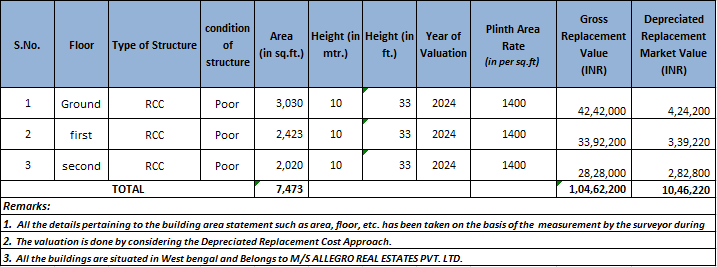 S.No. Floor Type of Structure condition of structure Area (in sq.ft.) Height (in mtr.) Height (in ft.) Year of Valuation Plinth Area Rate (in per sq.ft) Gross Replacement Value (INR) Depreciated Replacement Market Value (INR)
1 Ground RCC Poor 3,030 10 33 2024 1400 42,42,000 4,24,200
2 first RCC Poor 2,423 10 33 2024 1400 33,92,200 3,39,220
3 second RCC Poor 2,020 10 33 2024 1400 28,28,000 2,82,800
TOTAL 7,473 1,04,62,200 10,46,220
Remarks:
1. All the details pertaining to the building area statement such as area, floor, etc. has been taken on the basis of the measurement by the surveyor during
2. The valuation is done by considering the Depreciated Replacement Cost Approach.
3. All the buildings are situated in West bengal and Belongs to M/S ALLEGRO REAL ESTATES PVT. LTD.